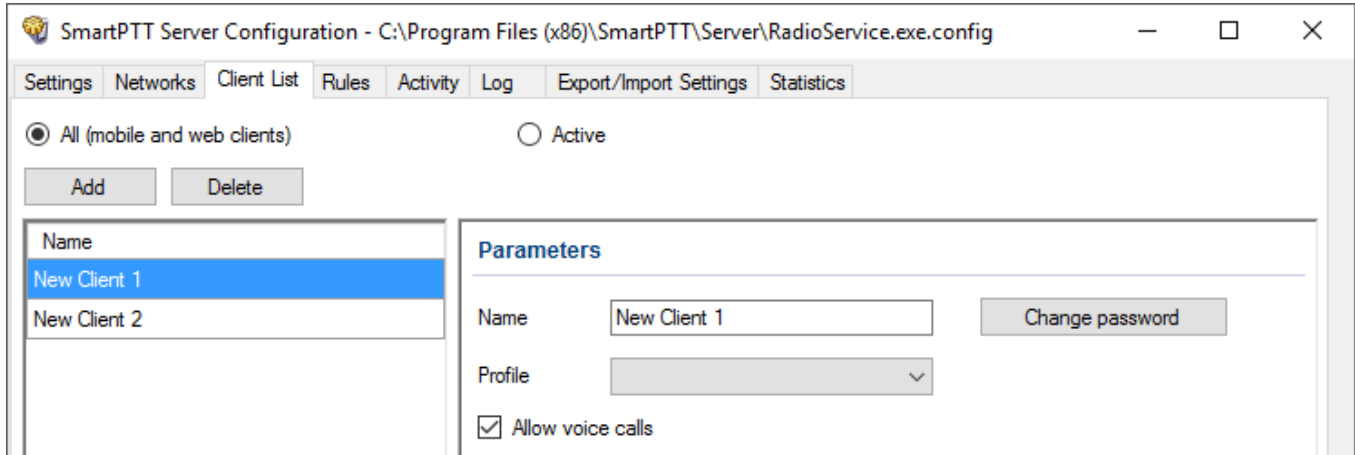 SmartPTT Server Configuration - C:\Program Files (x86)\SmartPTT\Server\RadioService.exe.config
Settings Networks Client List Rules Activity Log Export/Import Settings Statistics
All (mobile and web clients) Active
Add Delete
Name
New Client 1
New Client 2
Parameters
Name New Client 1 Change password
Profile
Allow voice calls